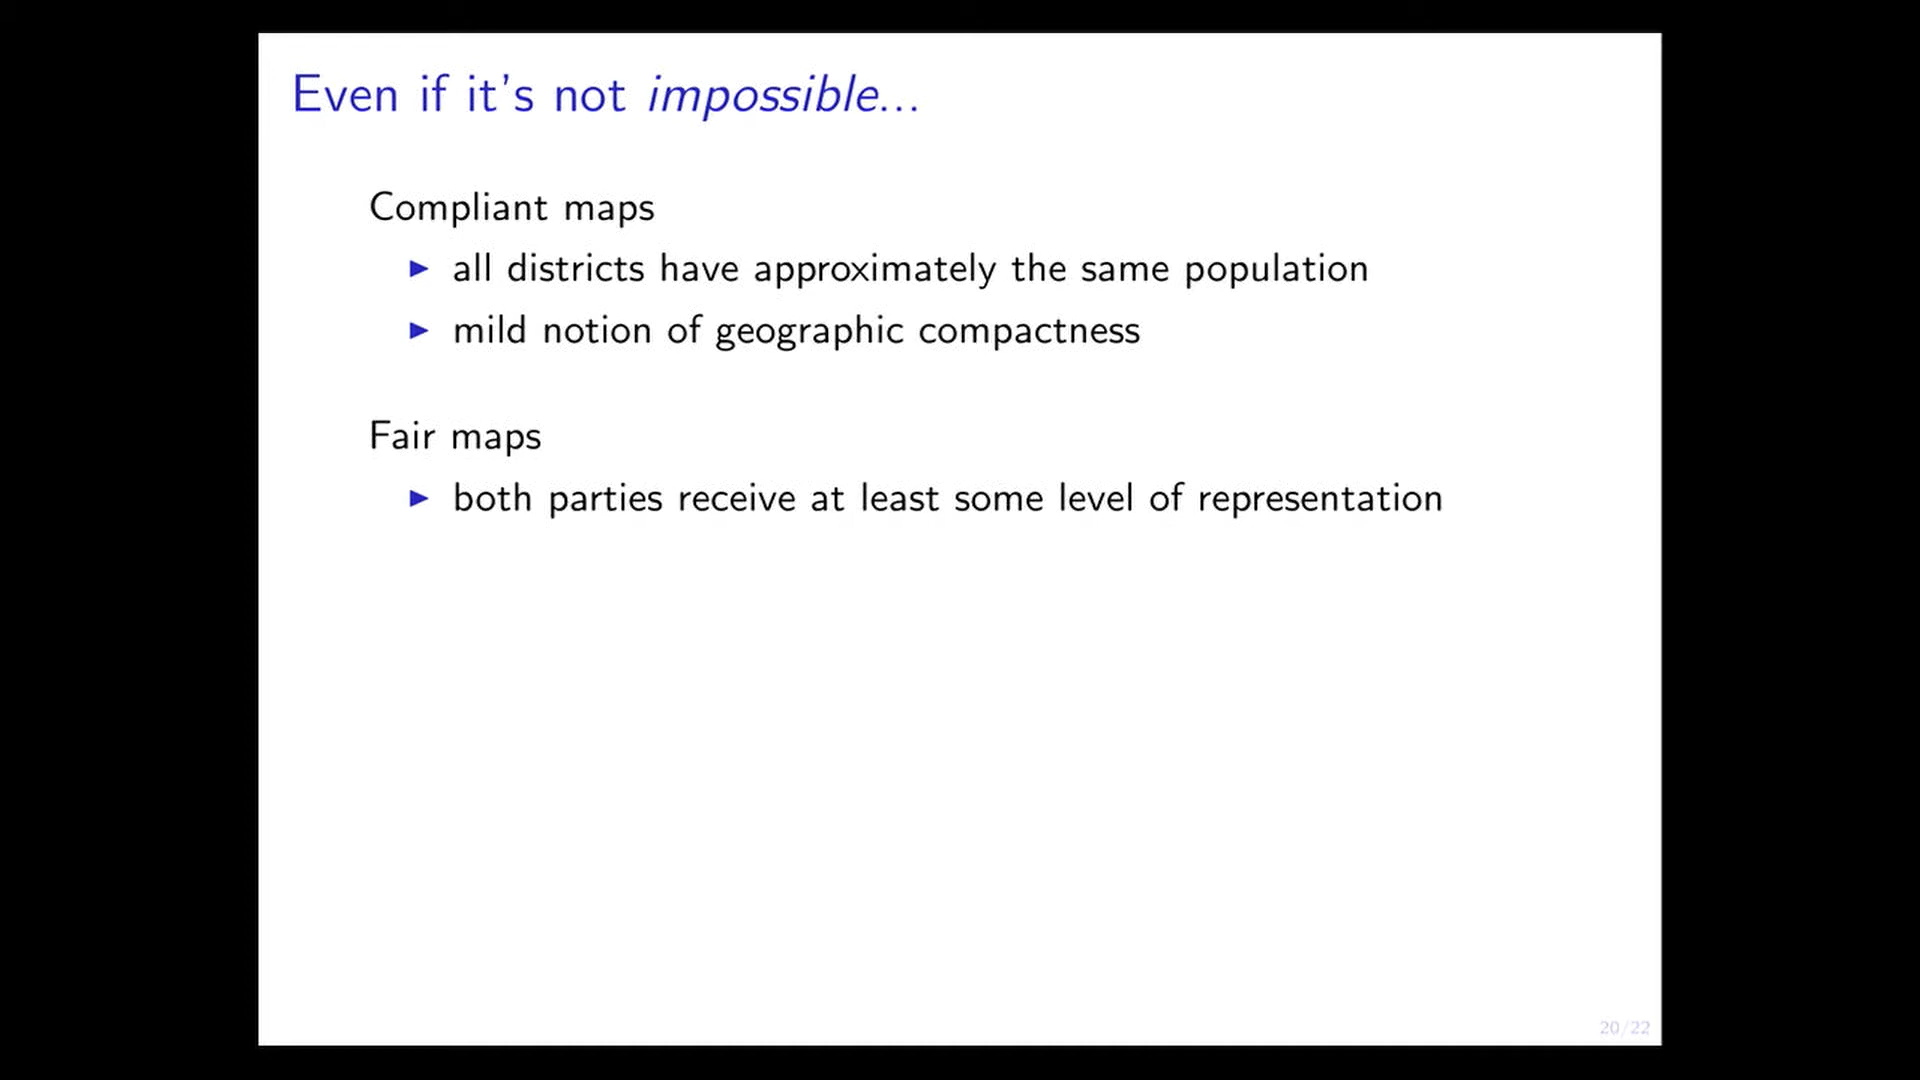 Even if it's not impossible...
Compliant maps
▶ all districts have approximately the same population
▶ mild notion of geographic compactness
Fair maps
▶ both parties receive at least some level of representation
20/22